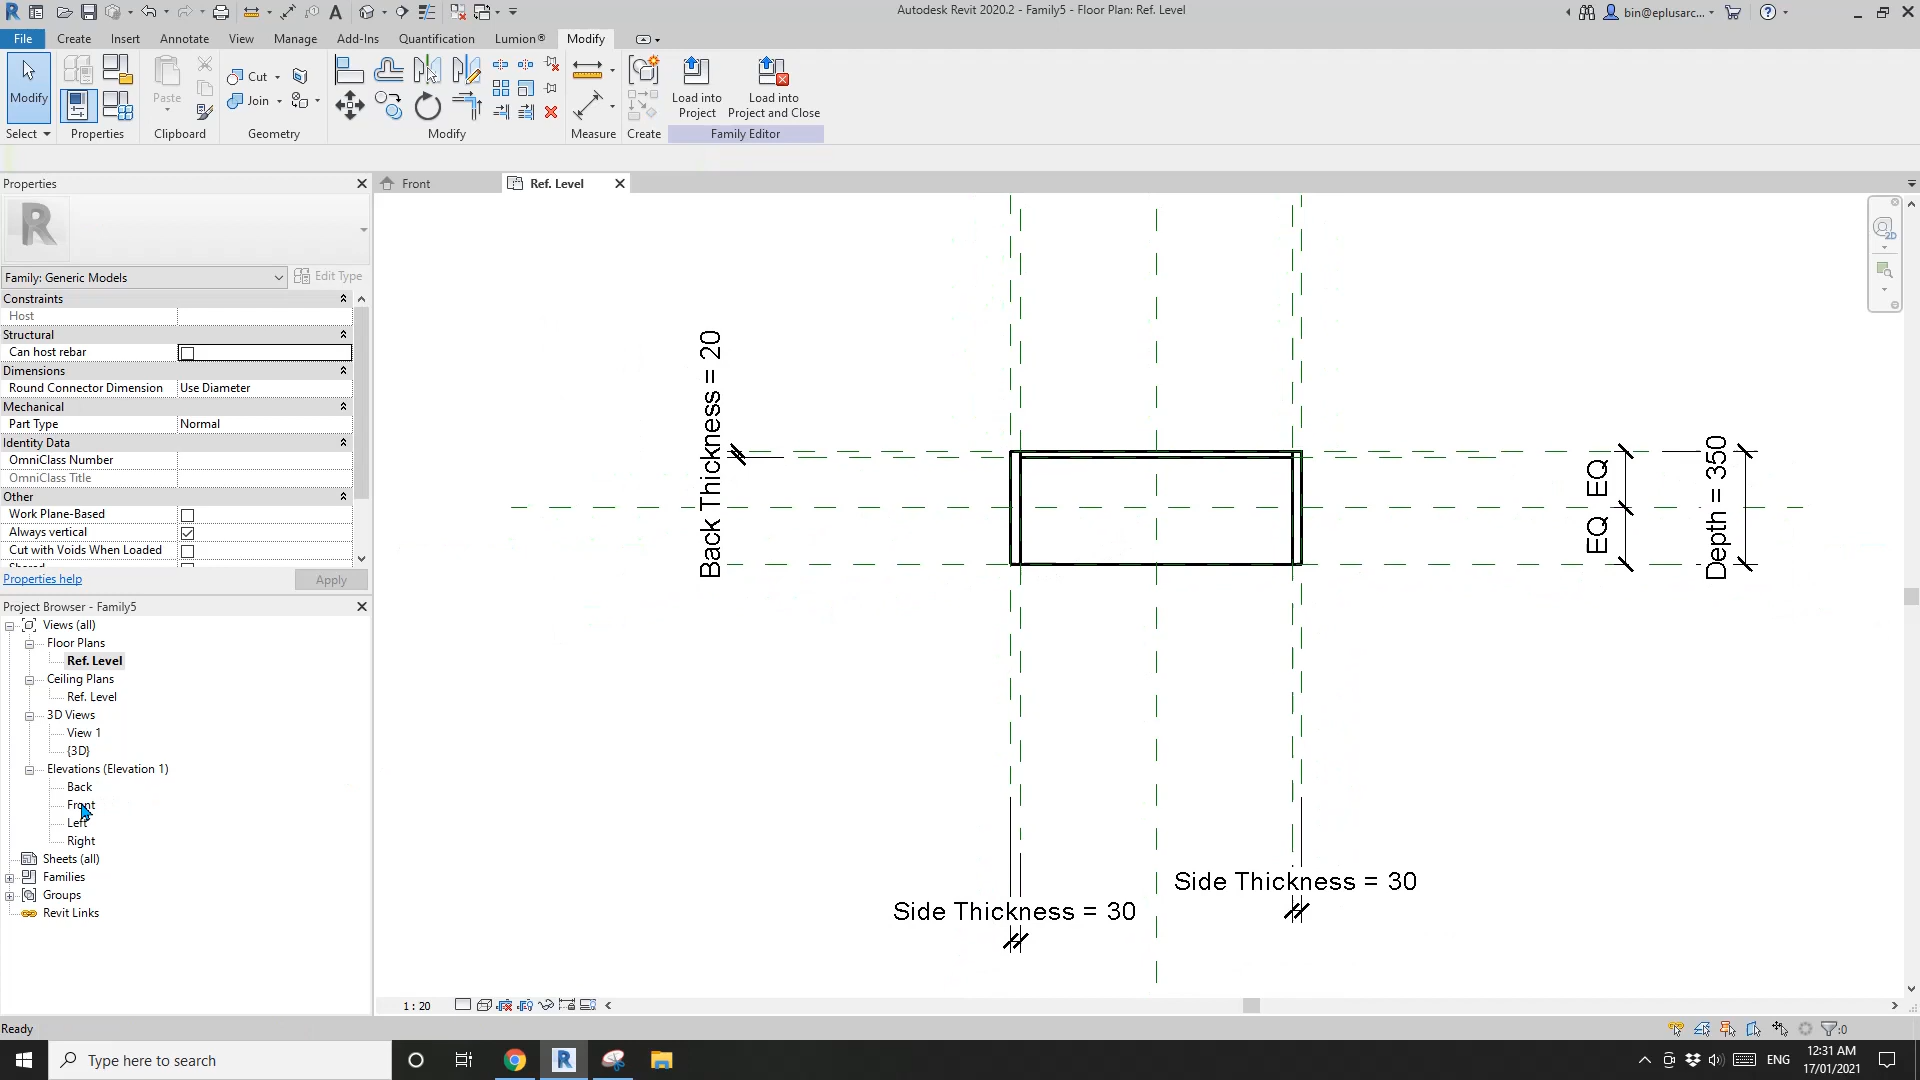 Autodesk Revit 2020.2 - Family5 - Floor Plan: Ref. Level
bin@eplusarc...
File Create Insert Annotate View Manage Add-Ins Quantification Lumion® Modify
Modify
Paste
Cut
Join
Load into
Project
Load into
Project and Close
Select Properties Clipboard Geometry Modify Measure Create Family Editor
Properties
Front
Ref. Level
Family: Generic Models
Edit Type
Constraints
Host
Structural
Can host rebar
Dimensions
Round Connector Dimension Use Diameter
Mechanical
Part Type Normal
Identity Data
OmniClass Number
OmniClass Title
Other
Work Plane-Based
Always vertical
Cut with Voids When Loaded
Shared
Properties help
Apply
Project Browser - Family5
Views (all)
Floor Plans
Ref. Level
Ceiling Plans
Ref. Level
3D Views
View 1
{3D}
Elevations (Elevation 1)
Back
Front
Left
Right
Sheets (all)
Families
Groups
Revit Links
Back Thickness = 20
EQ
EQ
Depth = 350
Side Thickness = 30
Side Thickness = 30
2D
1 : 20
Ready
:0
Type here to search
ENG
12:31 AM
17/01/2021